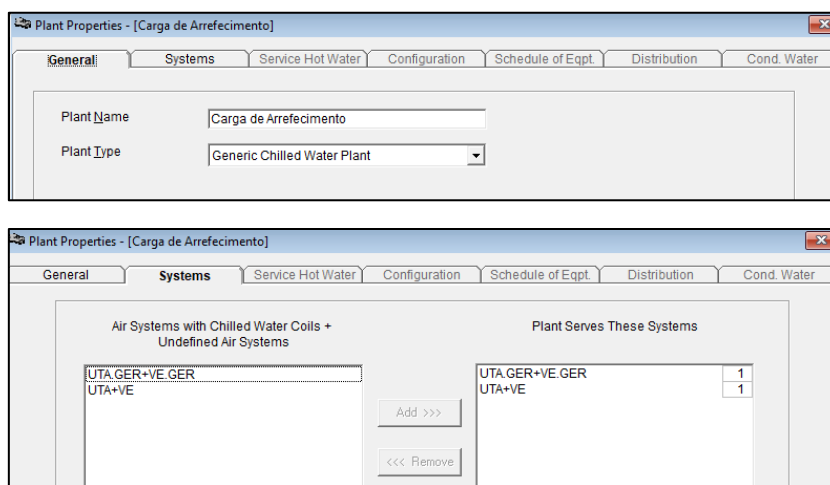 Plant Properties - [Carga de Arrefecimento]
General Systems Service Hot Water Configuration Schedule of Eqpt. Distribution Cond. Water
Plant Name Carga de Arrefecimento
Plant Type Generic Chilled Water Plant
Plant Properties - [Carga de Arrefecimento]
General Systems Service Hot Water Configuration Schedule of Eqpt. Distribution Cond. Water
Air Systems with Chilled Water Coils + Plant Serves These Systems
Undefined Air Systems
UTA.GER+VE.GER UTA.GER+VE.GER 1
UTA+VE UTA+VE 1
Add >>>
<<< Remove